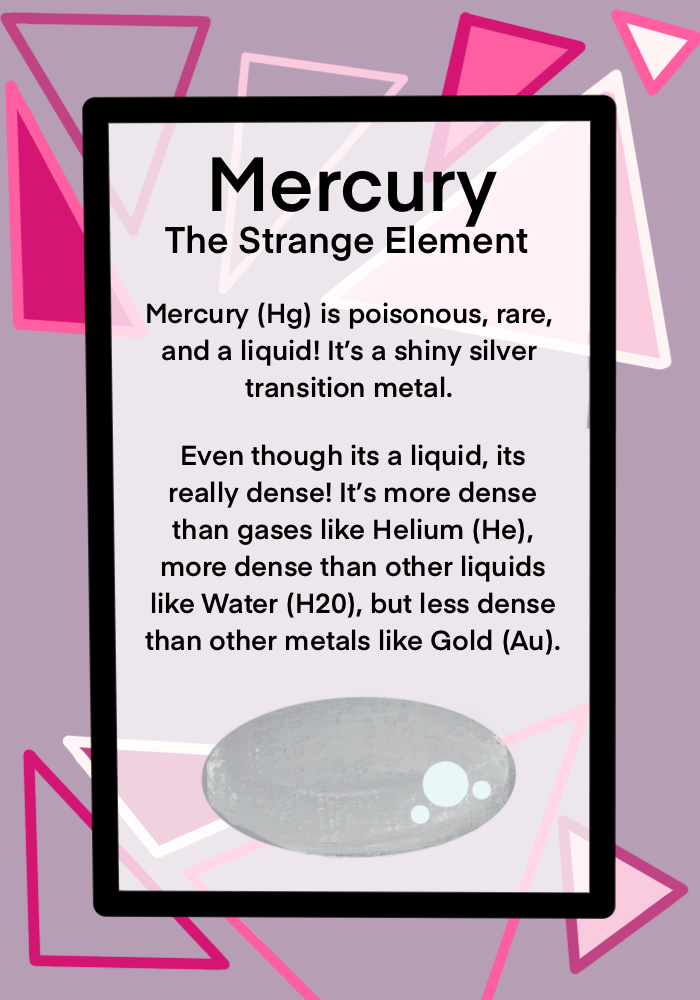 Mercury
The Strange Element
Mercury (Hg) is poisonous, rare,
and a liquid! It’s a shiny silver
transition metal.
Even though its a liquid, its
really dense! It’s more dense
than gases like Helium (He),
more dense than other liquids
like Water (H20), but less dense
than other metals like Gold (Au).